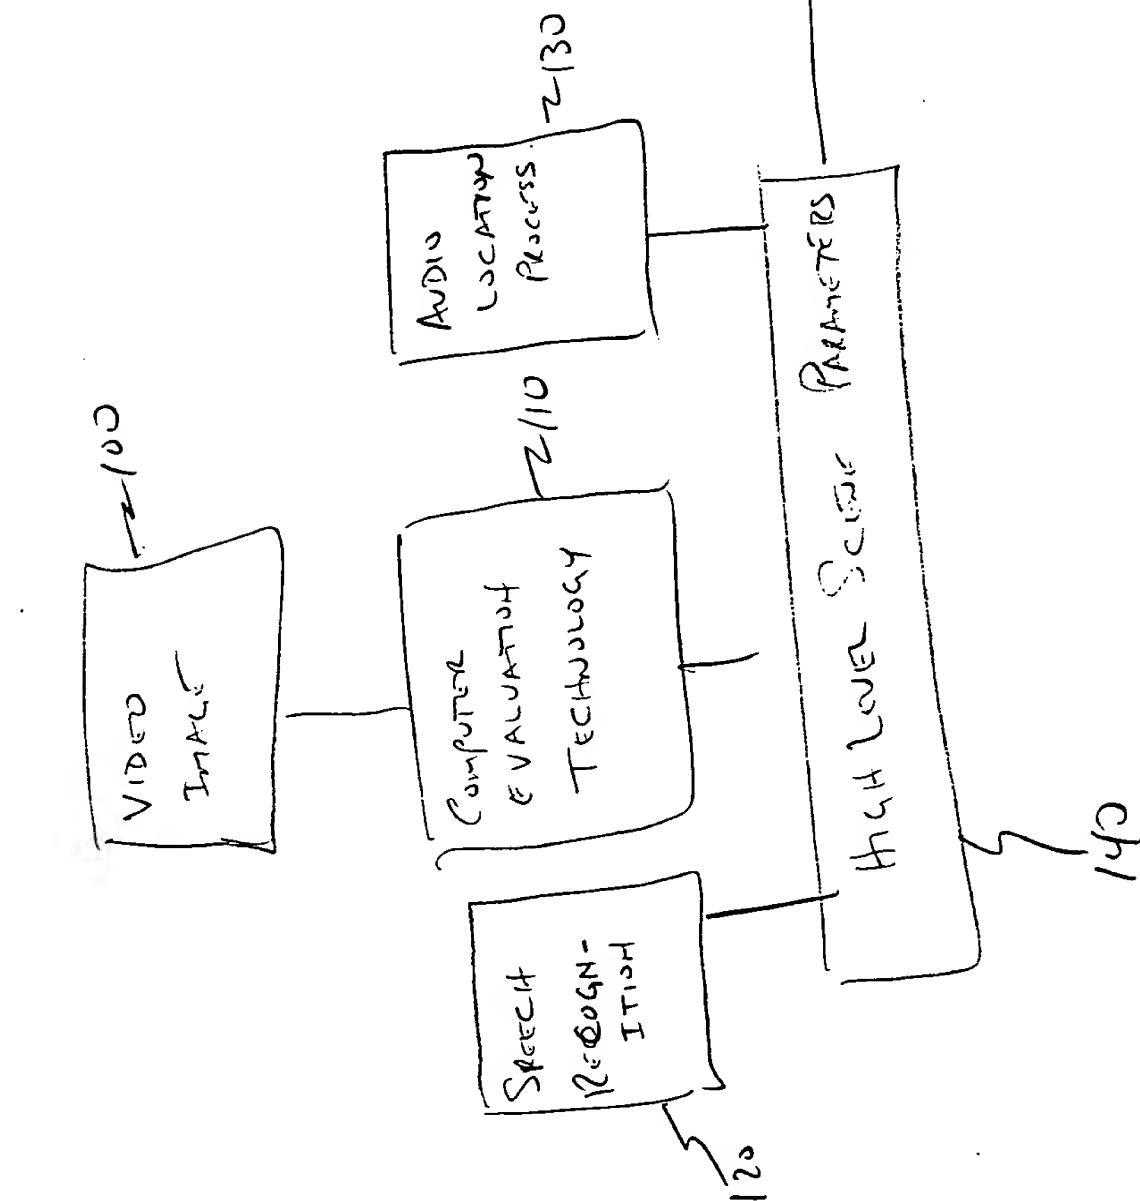 VIDEO
IMAGE
100
COMPUTER
EVALUATION
TECHNOLOGY
110
SPEECH
RECOGN-
ITION
120
AUDIO
LOCATION
PROCESS.
130
HIGH LEVEL SCENE PARAMETERS
140